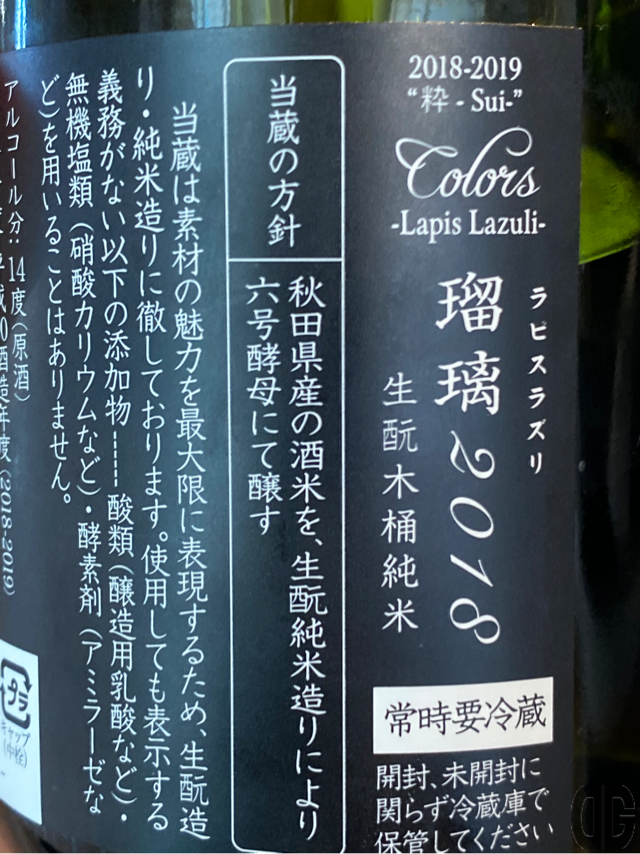 2018-2019
“粋 - Sui-”
Colors
-Lapis Lazuli-
ラピスラズリ
瑠璃2018
生酛木桶純米
常時要冷蔵
開封、未開封に
関らず冷蔵庫で
保管してください
当蔵の方針
秋田県産の酒米を、生酛純米造りにより
六号酵母にて醸す
当蔵は素材の魅力を最大限に表現するため、生酛造
り・純米造りに徹しております。使用しても表示する
義務がない以下の添加物┄┄酸類（醸造用乳酸など）・
無機塩類（硝酸カリウムなど）・酵素剤（アミラーゼな
ど）を用いることはありません。
アルコール分：14度（原酒）
酒造年度（2018-2019）
プラ
キャップ
（中栓）
DG